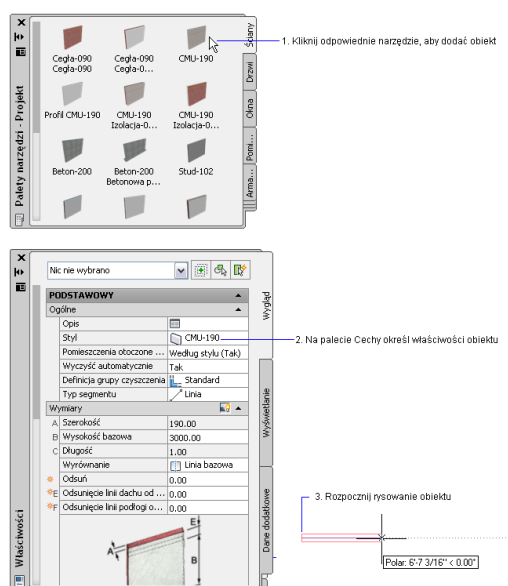 Palety narzędzi - Projekt
Cegła-090
Cegła-090
Cegła-090
Cegła-0...
CMU-190
Profil CMU-190
CMU-190
Izolacja-0...
CMU-190
Izolacja-0...
Beton-200
Beton-200
Betonowa p...
Stud-102
Ściany
Drzwi
Okna
Pomi...
Arma...
1. Kliknij odpowiednie narzędzie, aby dodać obiekt
Właściwości
Nic nie wybrano
PODSTAWOWY
Ogólne
Opis
Styl CMU-190
Pomieszczenia otoczone ... Według stylu (Tak)
Wyczyść automatycznie Tak
Definicja grupy czyszczenia Standard
Typ segmentu Linia
Wymiary
A Szerokość 190.00
B Wysokość bazowa 3000.00
C Długość 1.00
Wyrównanie Linia bazowa
Odsuń 0.00
E Odsunięcie linii dachu od ... 0.00
F Odsunięcie linii podłogi o... 0.00
A
E
B
Wygląd
Wyświetlanie
Dane dodatkowe
2. Na palecie Cechy określ właściwości obiektu
3. Rozpocznij rysowanie obiektu
Polar: 6'-7 3/16" < 0.00°